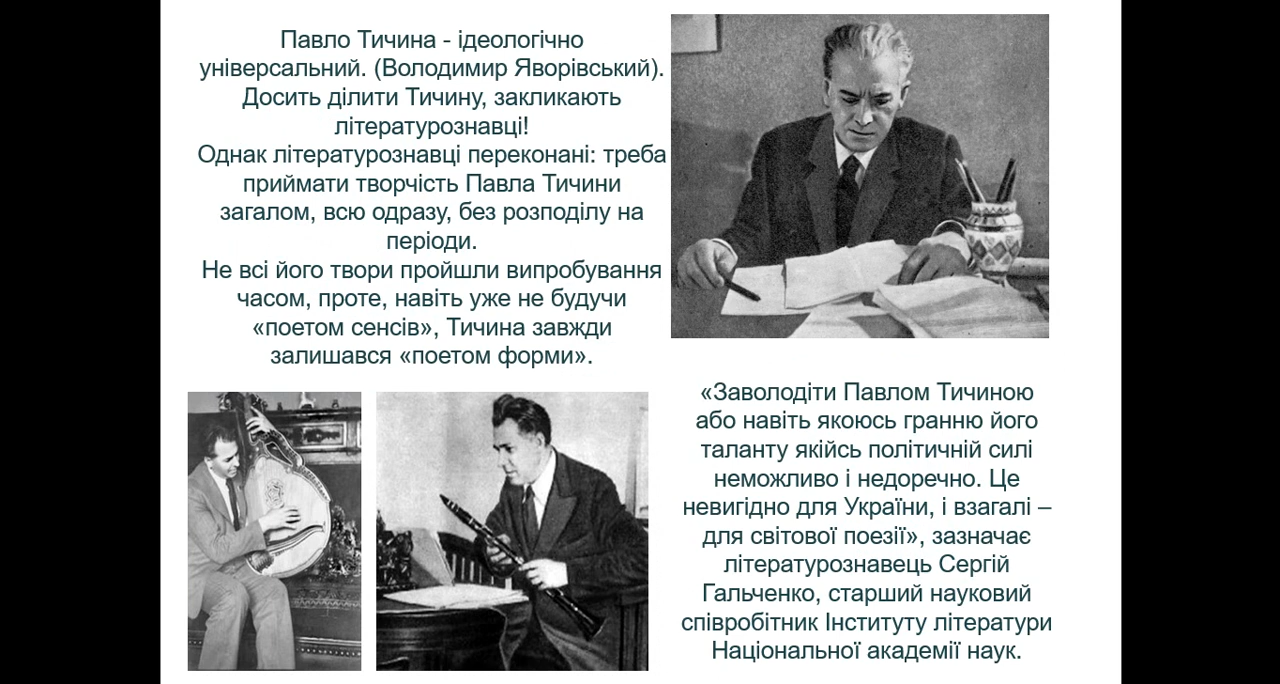 Павло Тичина - ідеологічно
універсальний. (Володимир Яворівський).
Досить ділити Тичину, закликають
літературознавці!
Однак літературознавці переконані: треба
приймати творчість Павла Тичини
загалом, всю одразу, без розподілу на
періоди.
Не всі його твори пройшли випробування
часом, проте, навіть уже не будучи
«поетом сенсів», Тичина завжди
залишався «поетом форми».
«Заволодіти Павлом Тичиною
або навіть якоюсь гранню його
таланту якійсь політичній силі
неможливо і недоречно. Це
невигідно для України, і взагалі –
для світової поезії», зазначає
літературознавець Сергій
Гальченко, старший науковий
співробітник Інституту літератури
Національної академії наук.